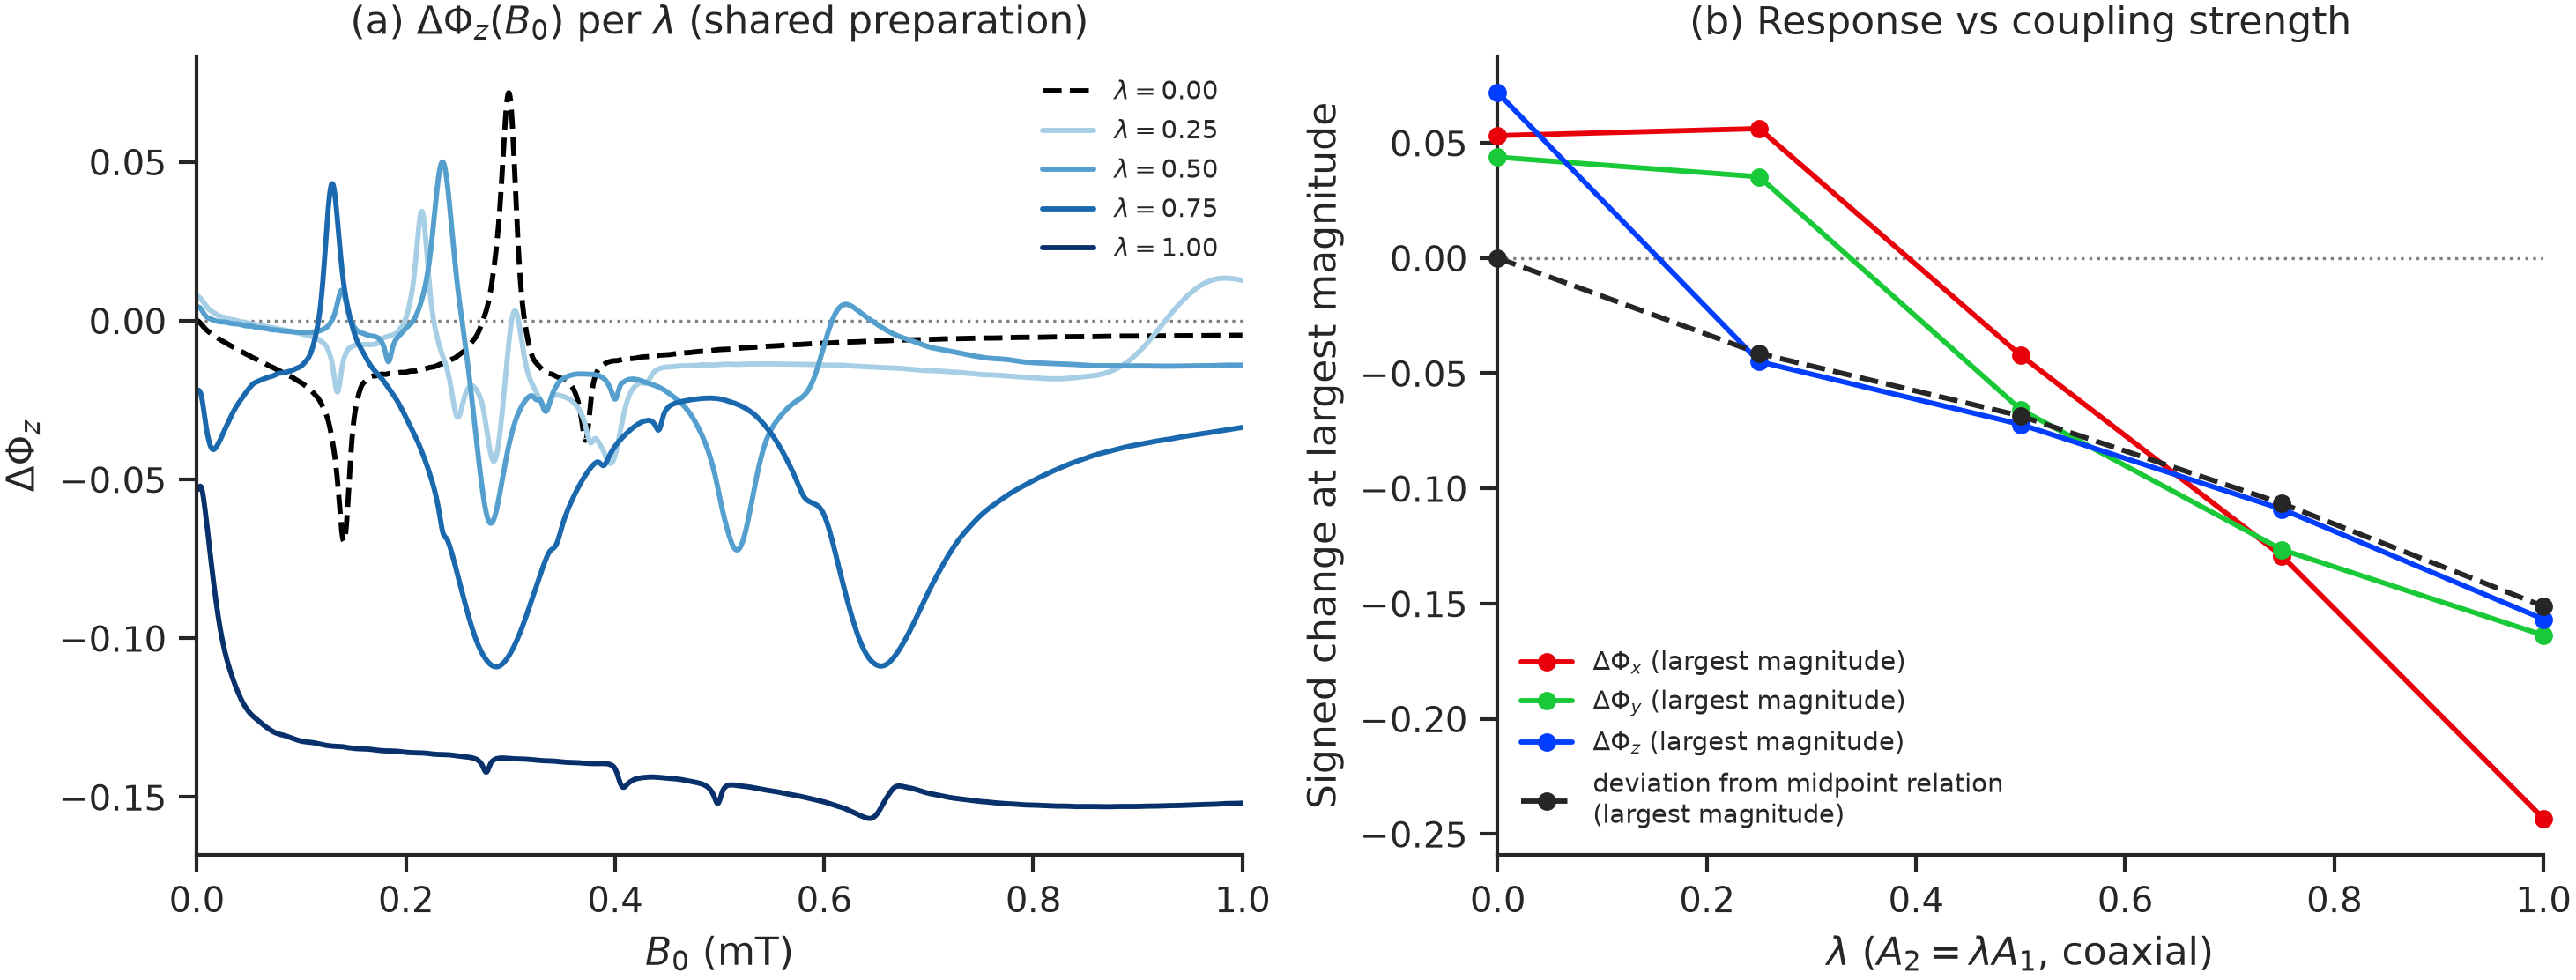 (a) ΔΦz(B0) per λ (shared preparation)
ΔΦz
0.05
0.00
−0.05
−0.10
−0.15
λ = 0.00
λ = 0.25
λ = 0.50
λ = 0.75
λ = 1.00
0.0 0.2 0.4 0.6 0.8 1.0
B0 (mT)
(b) Response vs coupling strength
Signed change at largest magnitude
0.05
0.00
−0.05
−0.10
−0.15
−0.20
−0.25
ΔΦx (largest magnitude)
ΔΦy (largest magnitude)
ΔΦz (largest magnitude)
deviation from midpoint relation
(largest magnitude)
0.0 0.2 0.4 0.6 0.8 1.0
λ (A2 = λA1, coaxial)